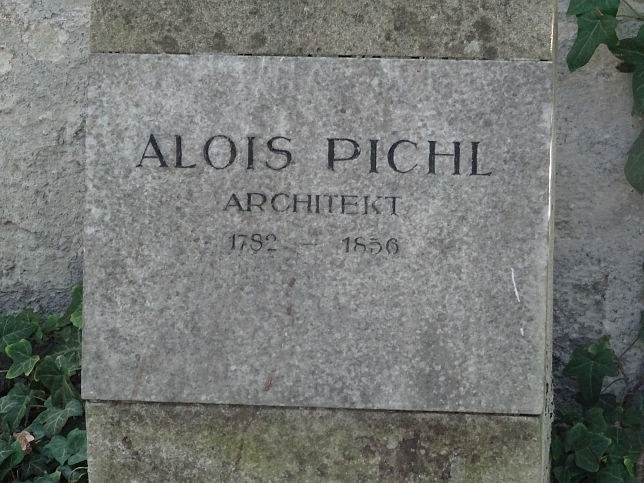 ALOIS PICHL
ARCHITEKT
1782 – 1856